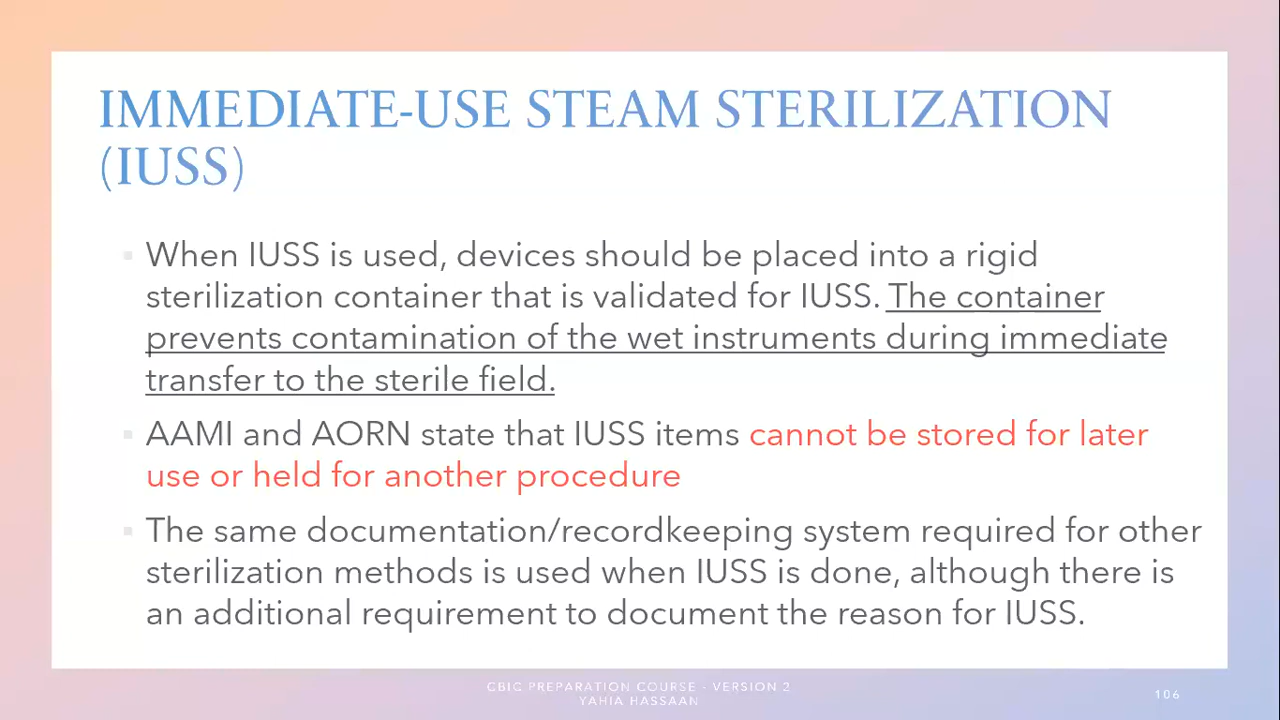 IMMEDIATE-USE STEAM STERILIZATION
(IUSS)
When IUSS is used, devices should be placed into a rigid
sterilization container that is validated for IUSS. The container
prevents contamination of the wet instruments during immediate
transfer to the sterile field.
AAMI and AORN state that IUSS items cannot be stored for later
use or held for another procedure
The same documentation/recordkeeping system required for other
sterilization methods is used when IUSS is done, although there is
an additional requirement to document the reason for IUSS.
CBIC PREPARATION COURSE - VERSION 2
YAHIA HASSAAN
106